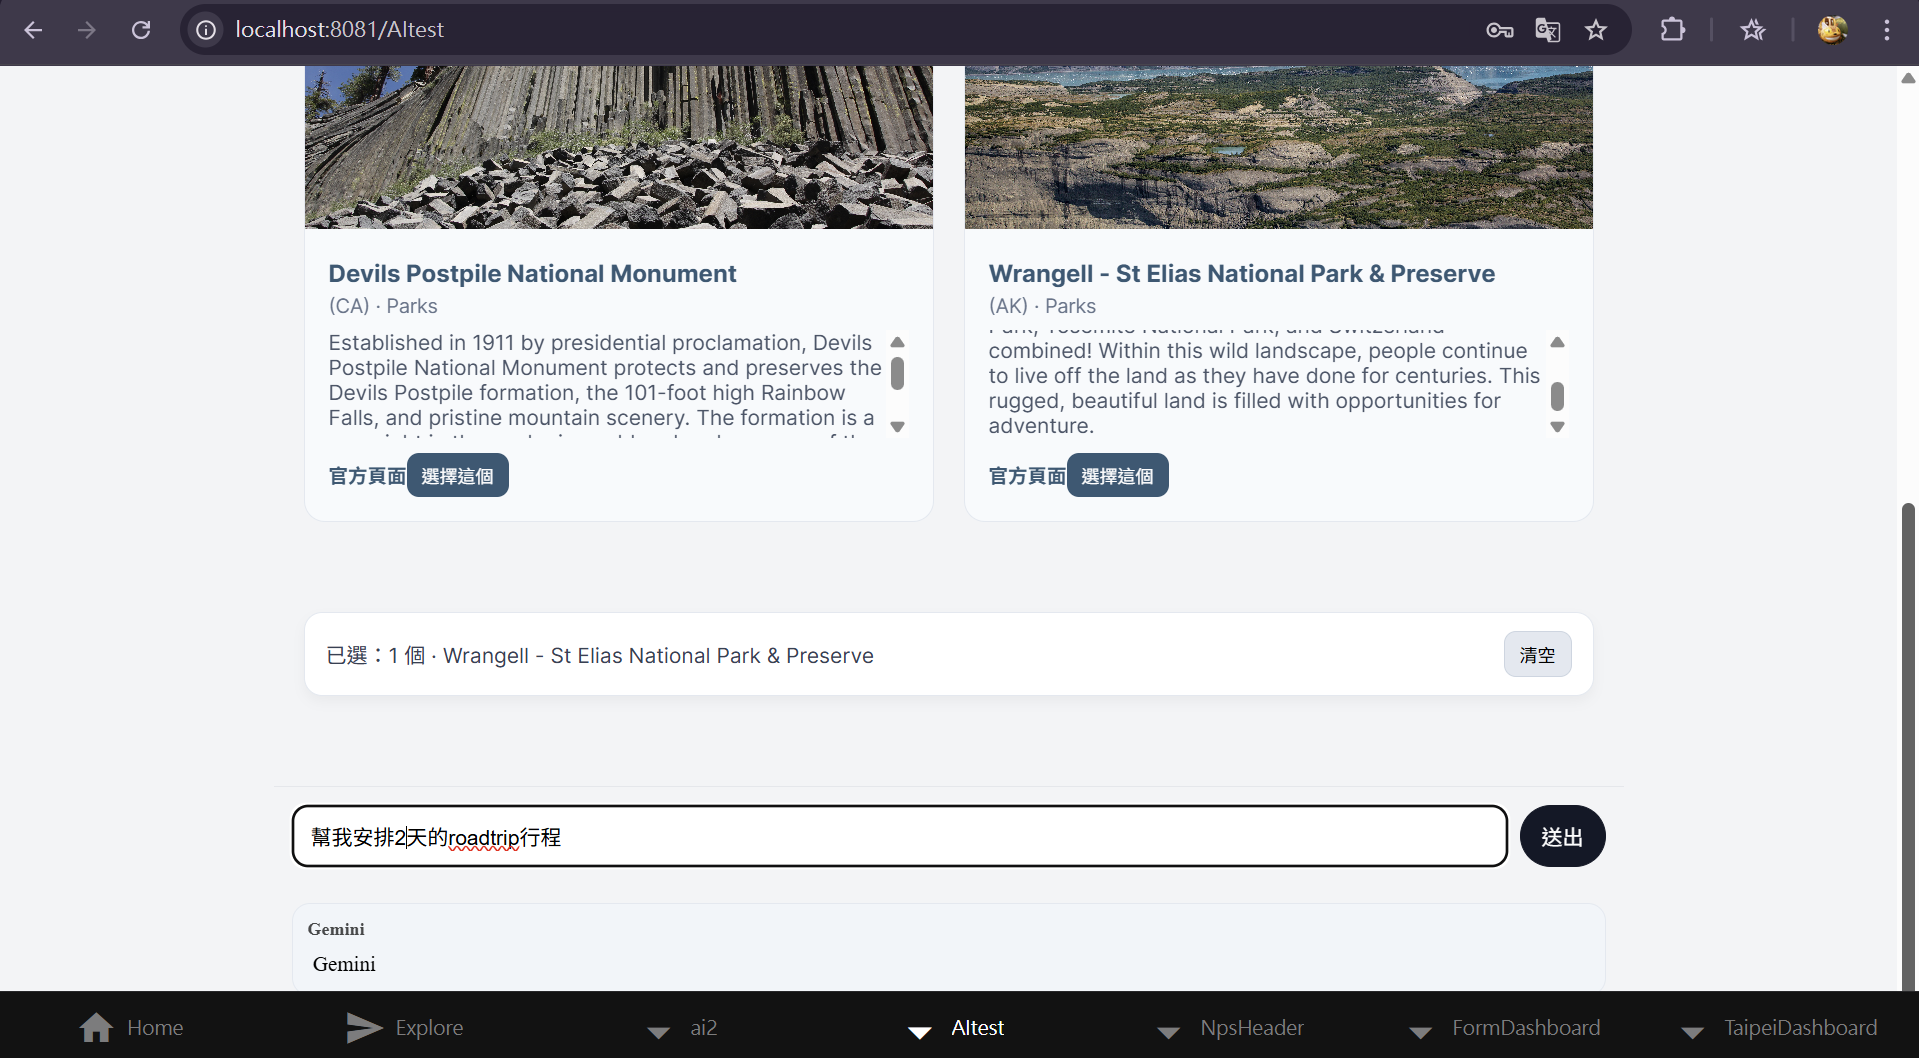 localhost:8081/AItest
Devils Postpile National Monument
(CA) · Parks
Established in 1911 by presidential proclamation, Devils
Postpile National Monument protects and preserves the
Devils Postpile formation, the 101-foot high Rainbow
Falls, and pristine mountain scenery. The formation is a
官方頁面 選擇這個
Wrangell - St Elias National Park & Preserve
(AK) · Parks
Park, Yosemite National Park, and Switzerland
combined! Within this wild landscape, people continue
to live off the land as they have done for centuries. This
rugged, beautiful land is filled with opportunities for
adventure.
官方頁面 選擇這個
已選：1 個 · Wrangell - St Elias National Park & Preserve
清空
幫我安排2天的roadtrip行程
送出
Gemini
Gemini
Home
Explore
ai2
AItest
NpsHeader
FormDashboard
TaipeiDashboard